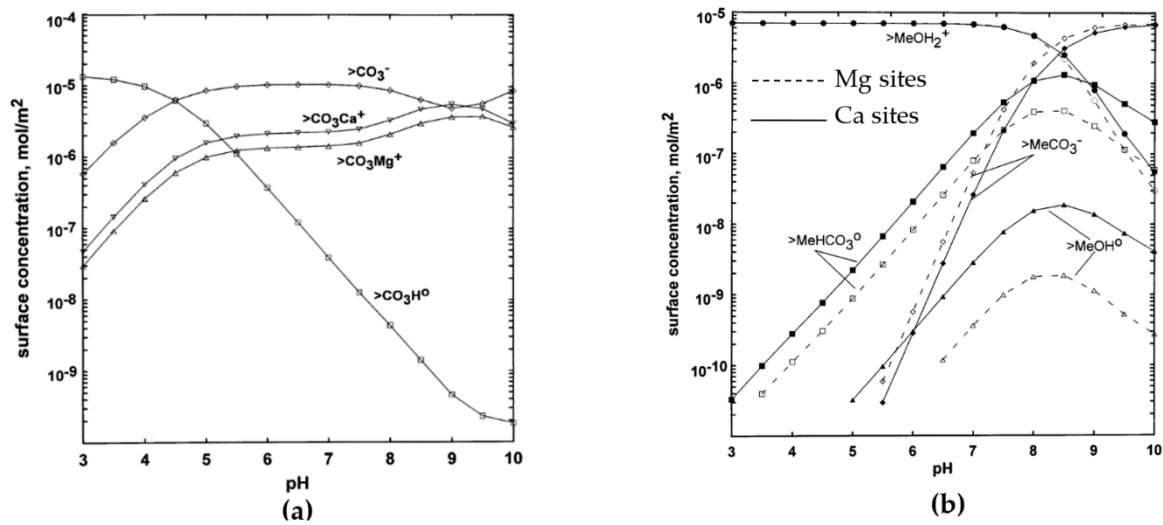 surface concentration, mol/m²
10⁻⁴
10⁻⁵
10⁻⁶
10⁻⁷
10⁻⁸
10⁻⁹
>CO₃⁻
>CO₃Ca⁺
>CO₃Mg⁺
>CO₃H⁰
3 4 5 6 7 8 9 10
pH
(a)
surface concentration, mol/m²
10⁻⁵
10⁻⁶
10⁻⁷
10⁻⁸
10⁻⁹
10⁻¹⁰
>MeOH₂⁺
Mg sites
Ca sites
>MeCO₃⁻
>MeHCO₃⁰
>MeOH⁰
3 4 5 6 7 8 9 10
pH
(b)